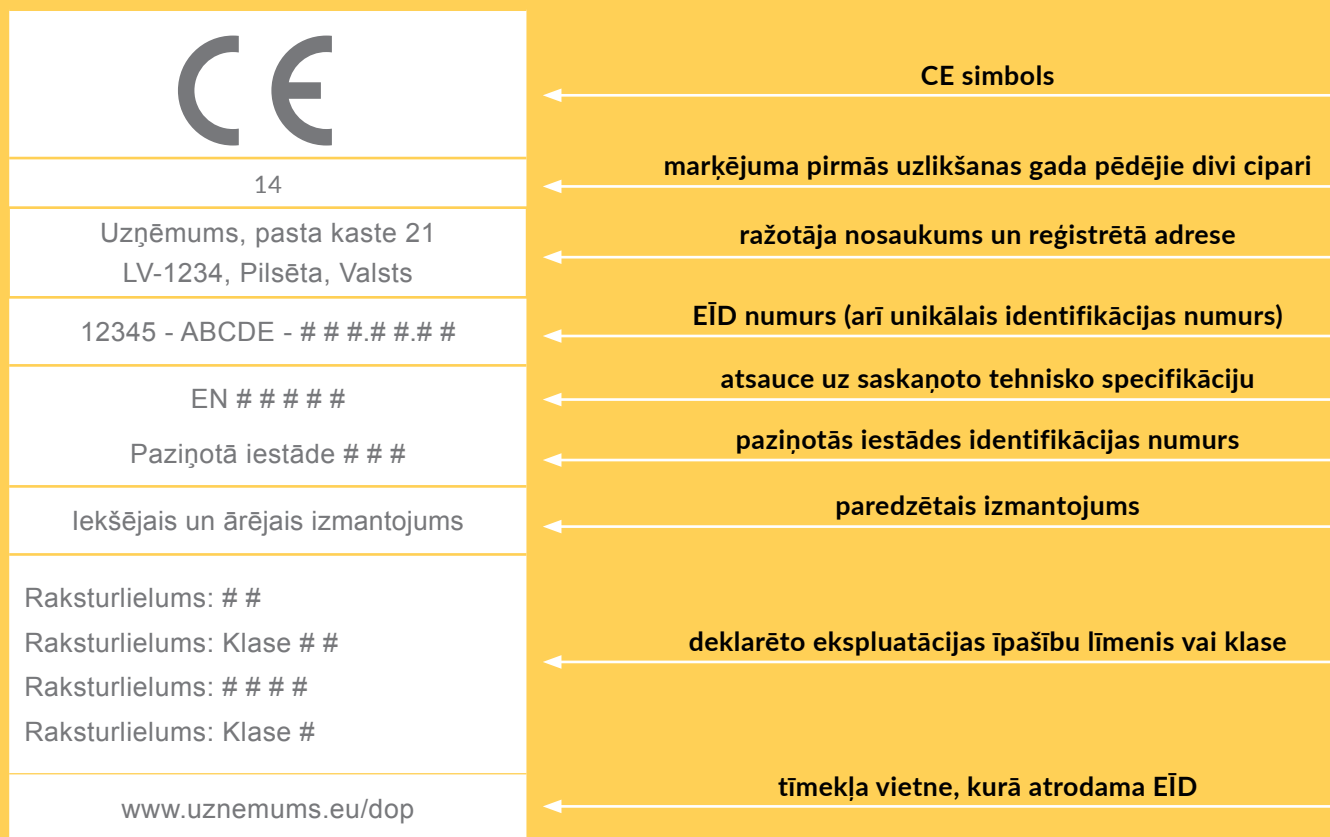 CE
CE simbols
14
marķējuma pirmās uzlikšanas gada pēdējie divi cipari
Uzņēmums, pasta kaste 21
LV-1234, Pilsēta, Valsts
ražotāja nosaukums un reģistrētā adrese
12345 - ABCDE - # # #.# #.# #
EĪD numurs (arī unikālais identifikācijas numurs)
EN # # # # #
atsauce uz saskaņoto tehnisko specifikāciju
Paziņotā iestāde # # #
paziņotās iestādes identifikācijas numurs
Iekšējais un ārējais izmantojums
paredzētais izmantojums
Raksturlielums: # #
Raksturlielums: Klase # #
Raksturlielums: # # # #
Raksturlielums: Klase #
deklarēto ekspluatācijas īpašību līmenis vai klase
www.uznemums.eu/dop
tīmekļa vietne, kurā atrodama EĪD